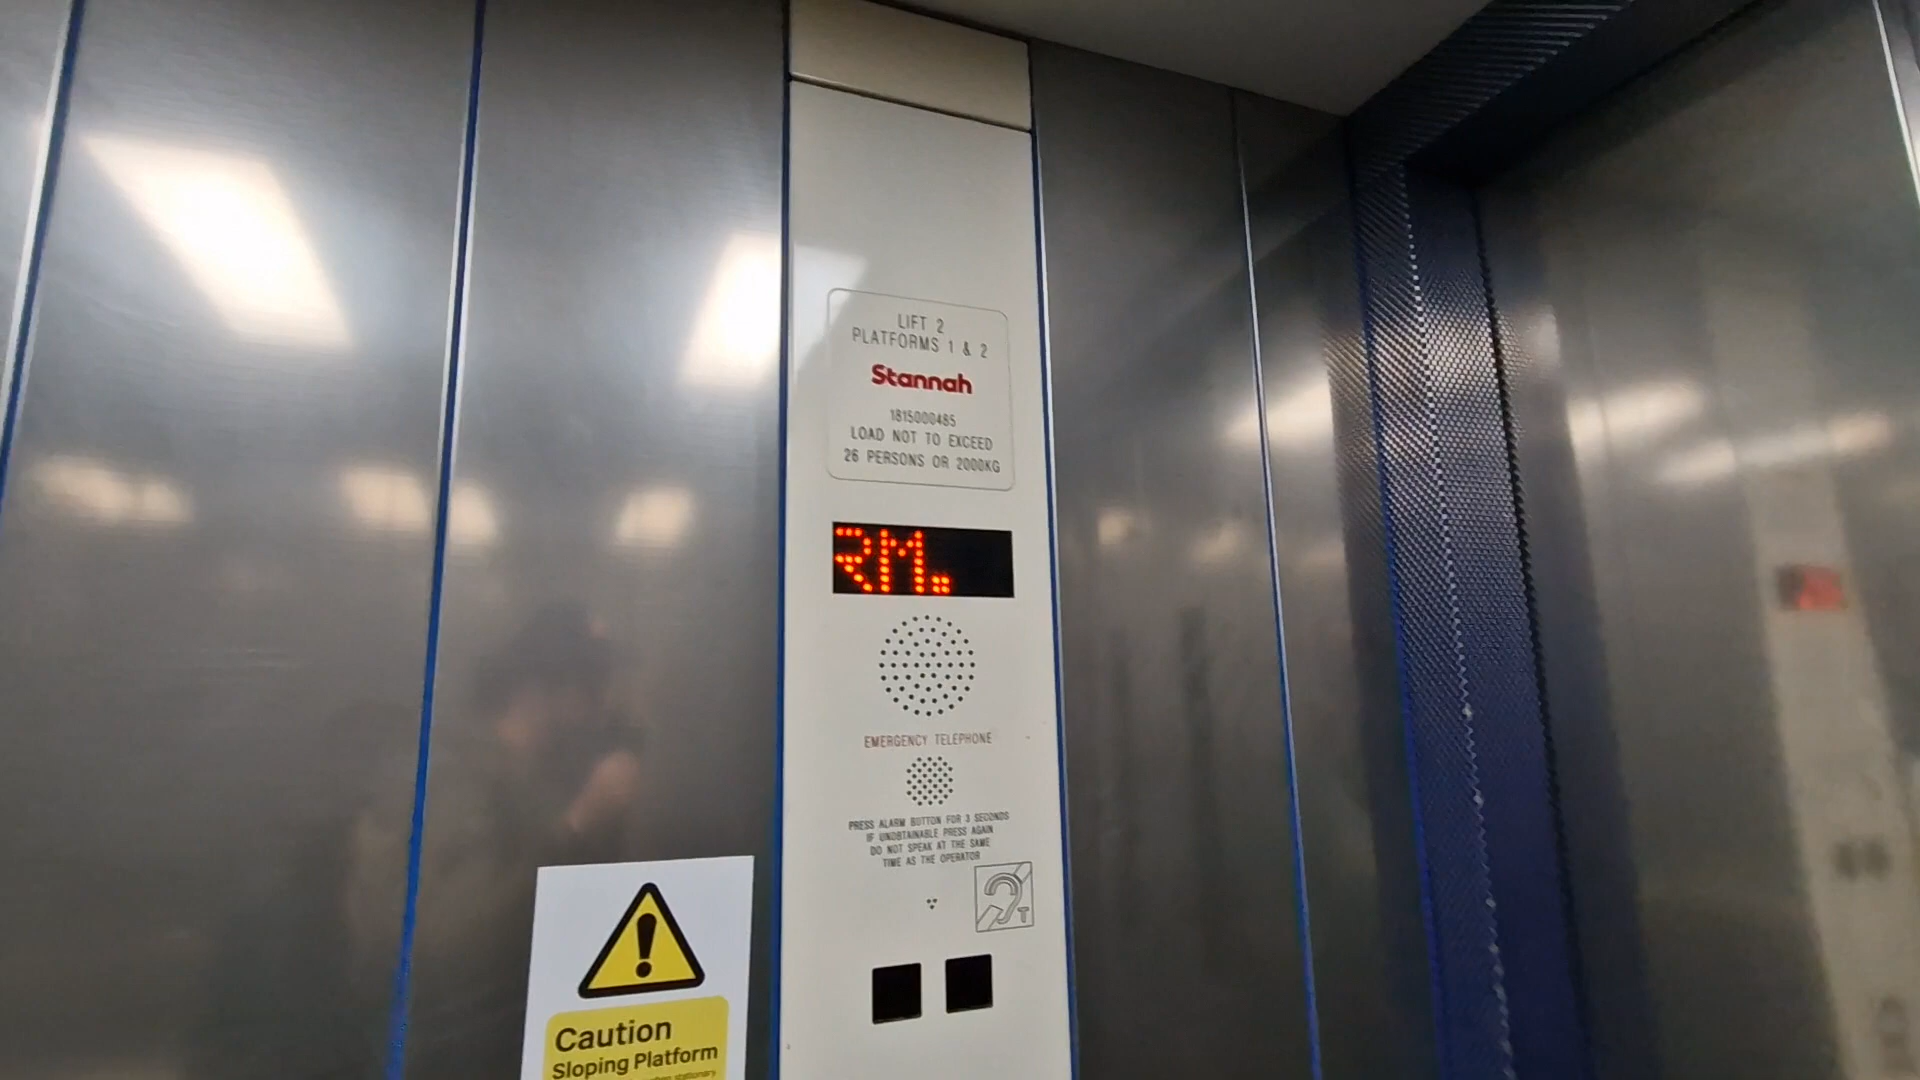 LIFT 2
PLATFORMS 1 & 2
Stannah
1815000485
LOAD NOT TO EXCEED
26 PERSONS OR 2000KG
RM.
EMERGENCY TELEPHONE
PRESS ALARM BUTTON FOR 3 SECONDS
IF UNOBTAINABLE PRESS AGAIN
DO NOT SPEAK AT THE SAME
TIME AS THE OPERATOR
T
Caution
Sloping Platform
stationary